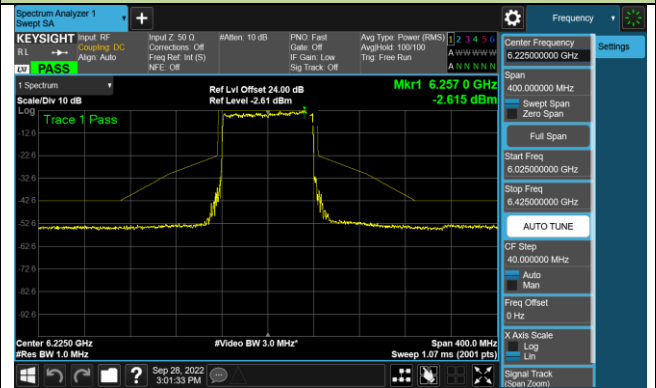 Spectrum Analyzer 1
Swept SA
Frequency
KEYSIGHT
RL
LXI
PASS
Input: RF
Coupling: DC
Align: Auto
Input Z: 50 Ω
Corrections: Off
Freq Ref: Int (S)
NFE: Off
#Atten: 10 dB
PNO: Fast
Gate: Off
IF Gain: Low
Sig Track: Off
Avg Type: Power (RMS)
Avg|Hold: 100/100
Trig: Free Run
1 2 3 4 5 6
A W W W W W
A N N N N N
1 Spectrum
Scale/Div 10 dB
Ref Lvl Offset 24.00 dB
Ref Level -2.61 dBm
Mkr1 6.257 0 GHz
-2.615 dBm
Log
Trace 1 Pass
-12.6
-22.6
-32.6
-42.6
-52.6
-62.6
-72.6
-82.6
-92.6
Center 6.2250 GHz
#Res BW 1.0 MHz
#Video BW 3.0 MHz*
Span 400.0 MHz
Sweep 1.07 ms (2001 pts)
Center Frequency
6.225000000 GHz
Span
400.000000 MHz
Swept Span
Zero Span
Full Span
Start Freq
6.025000000 GHz
Stop Freq
6.425000000 GHz
AUTO TUNE
CF Step
40.000000 MHz
Auto
Man
Freq Offset
0 Hz
X Axis Scale
Log
Lin
Signal Track
(Span Zoom)
Settings
Sep 28, 2022
3:01:33 PM